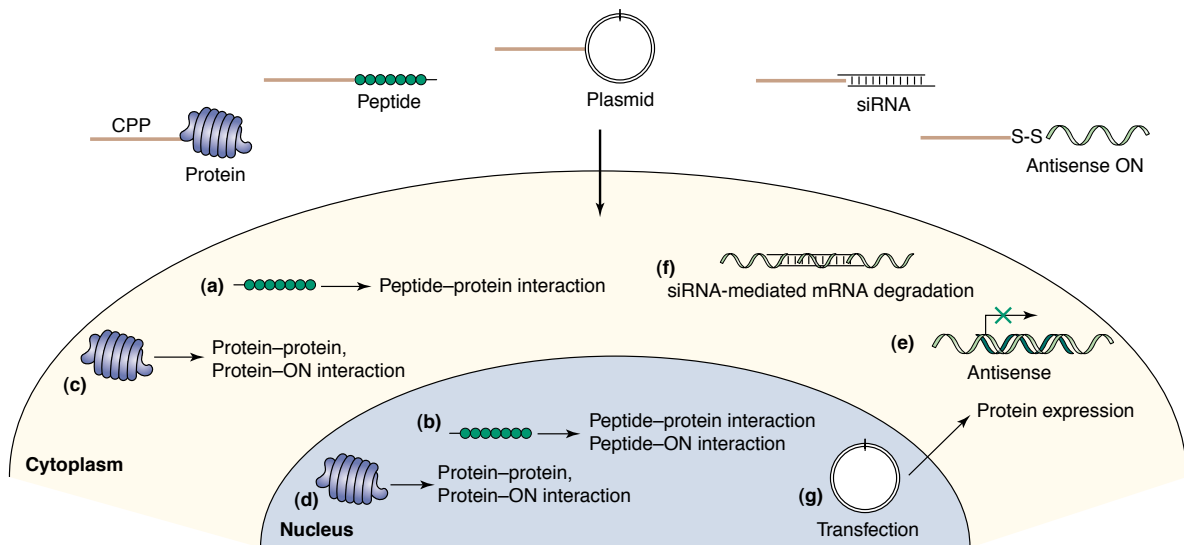 Plasmid
Peptide
siRNA
CPP
Protein
S-S
Antisense ON
(a)
Peptide–protein interaction
(f)
siRNA-mediated mRNA degradation
(c)
Protein–protein,
Protein–ON interaction
(e)
Antisense
Protein expression
(b)
Peptide–protein interaction
Peptide–ON interaction
Cytoplasm
(d)
Protein–protein,
Protein–ON interaction
(g)
Nucleus
Transfection